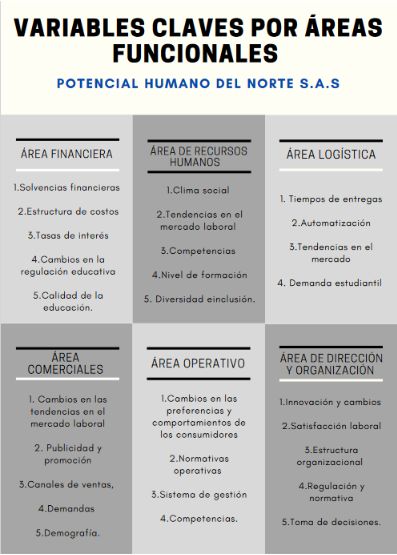 VARIABLES CLAVES POR ÁREAS
FUNCIONALES
POTENCIAL HUMANO DEL NORTE S.A.S
ÁREA FINANCIERA
1.Solvencias financieras
2.Estructura de costos
3.Tasas de interés
4.Cambios en la
regulación educativa
5.Calidad de la
educación.
ÁREA DE RECURSOS
HUMANOS
1.Clima social
2.Tendencias en el
mercado laboral
3.Competencias
4.Nivel de formación
5. Diversidad einclusión.
ÁREA LOGÍSTICA
1. Tiempos de entregas
2.Automatización
3.Tendencias en el
mercado
4. Demanda estudiantil
ÁREA
COMERCIALES
1. Cambios en las
tendencias en el
mercado laboral
2. Publicidad y
promoción
3.Canales de ventas,
4.Demandas
5.Demografía.
ÁREA OPERATIVO
1.Cambios en las
preferencias y
comportamientos de
los consumidores
2.Normativas
operativas
3.Sistema de gestión
4.Competencias.
ÁREA DE DIRECCIÓN
Y ORGANIZACIÓN
1.Innovación y cambios
2.Satisfacción laboral
3.Estructura
organizacional
4.Regulación y
normativa
5.Toma de decisiones.